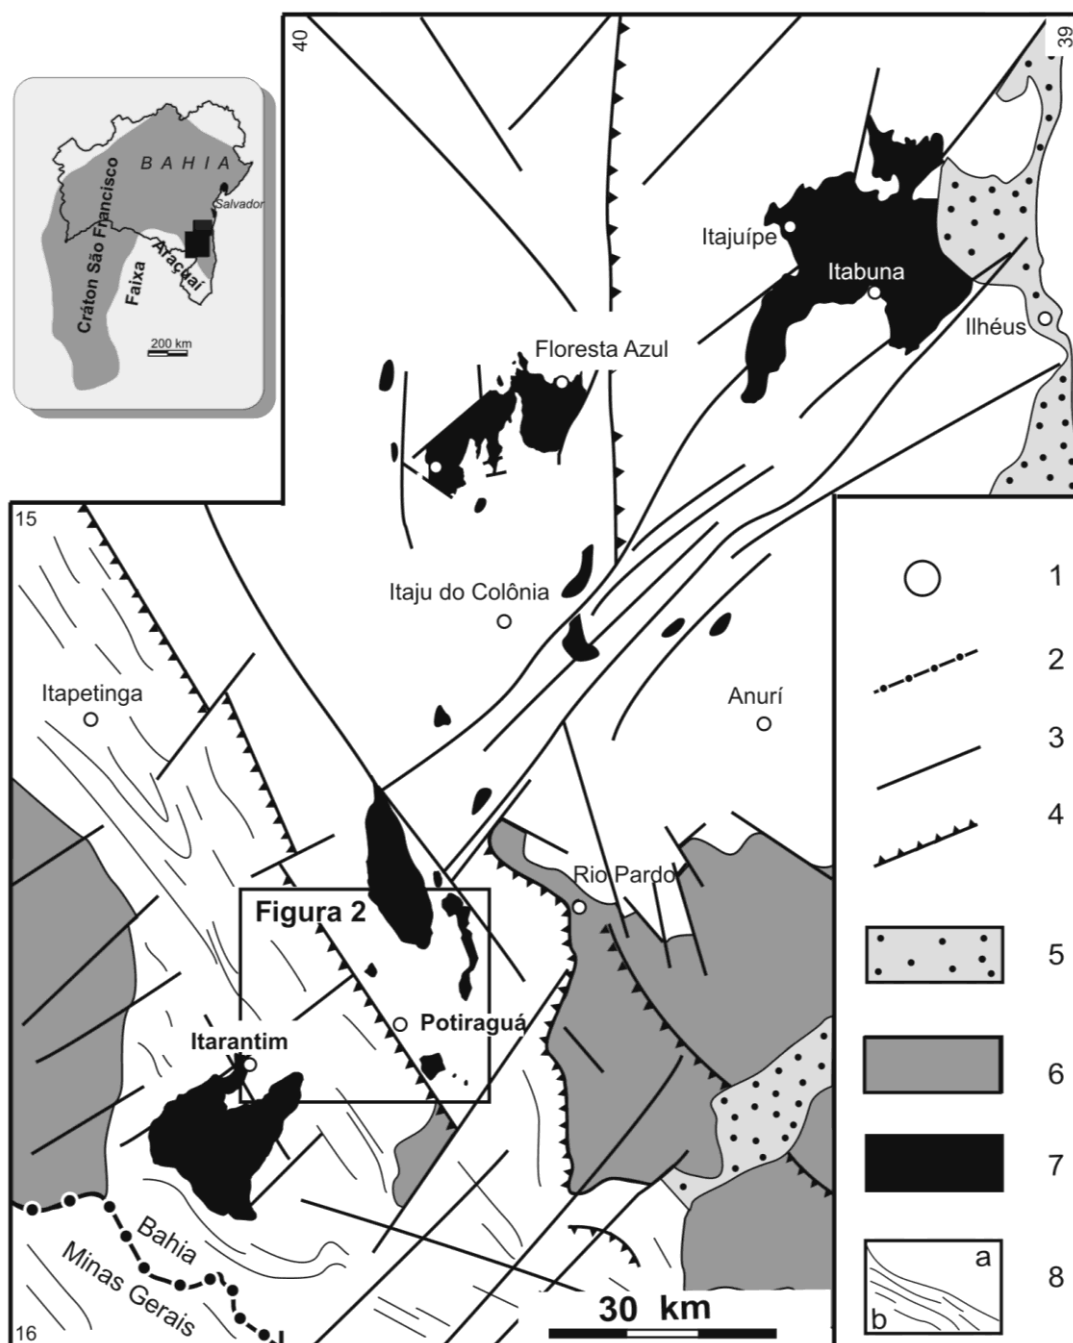 40
39
B A H I A
Salvador
Cráton São Francisco
Faixa
Araçuaí
200 km
Itajuípe
Itabuna
Ilhéus
Floresta Azul
15
Itaju do Colônia
Itapetinga
Anurí
Rio Pardo
Figura 2
Potiraguá
Itarantim
Bahia
Minas Gerais
16
30 km
1
2
3
4
5
6
7
a
b
8